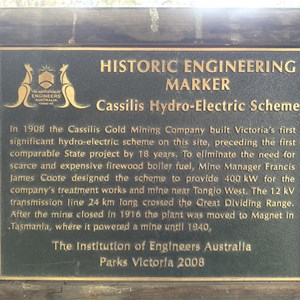 THE INSTITUTION OF
ENGINEERS
AUSTRALIA
HISTORIC ENGINEERING
MARKER
Cassilis Hydro-Electric Scheme
In 1908 the Cassilis Gold Mining Company built Victoria's first
significant hydro-electric scheme on this site, preceding the first
comparable State project by 18 years. To eliminate the need for
scarce and expensive firewood boiler fuel, Mine Manager Francis
James Coote designed the scheme to provide 400 kW for the
company's treatment works and mine near Tongio West. The 12 kV
transmission line 24 km long crossed the Great Dividing Range.
After the mine closed in 1916 the plant was moved to Magnet in
Tasmania, where it powered a mine until 1940.
The Institution of Engineers Australia
Parks Victoria 2008